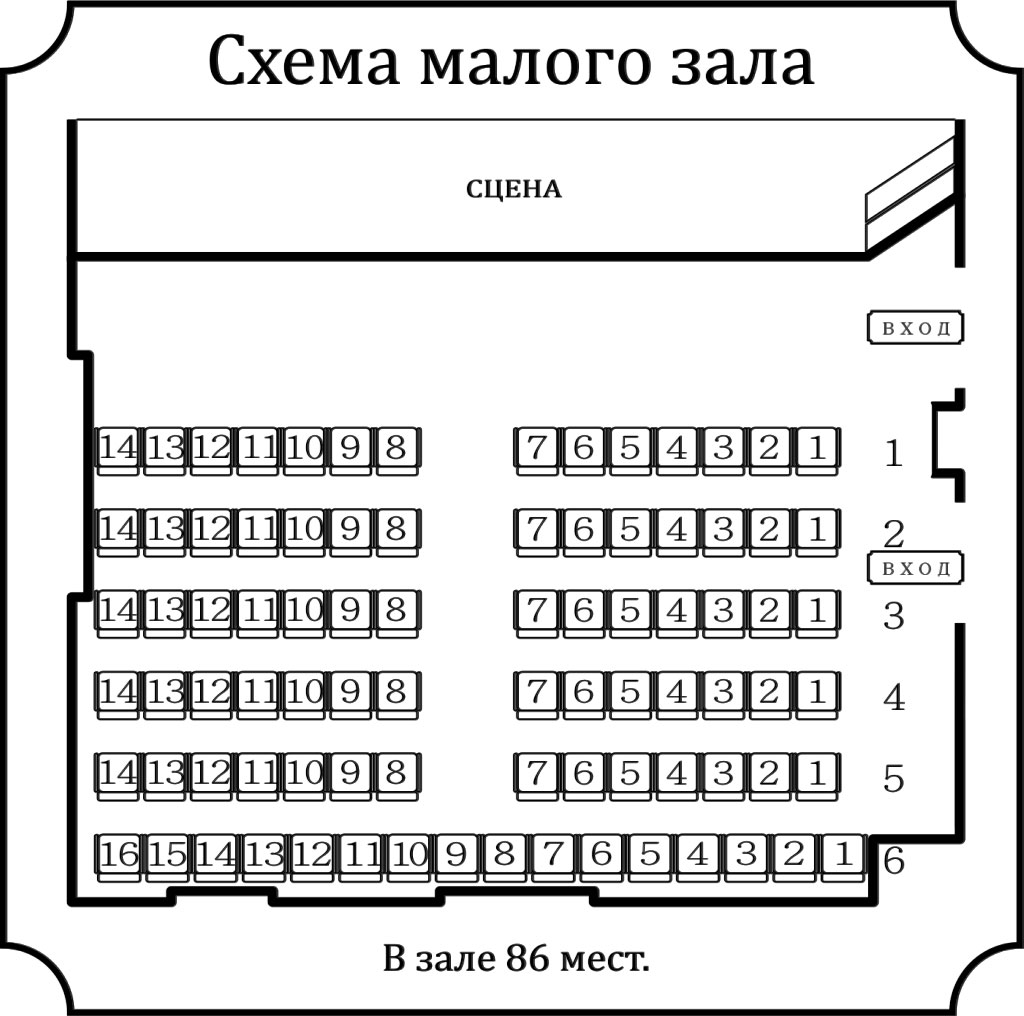 Схема малого зала
СЦЕНА
ВХОД
14 13 12 11 10 9 8 7 6 5 4 3 2 1 1
14 13 12 11 10 9 8 7 6 5 4 3 2 1 2
ВХОД
14 13 12 11 10 9 8 7 6 5 4 3 2 1 3
14 13 12 11 10 9 8 7 6 5 4 3 2 1 4
14 13 12 11 10 9 8 7 6 5 4 3 2 1 5
16 15 14 13 12 11 10 9 8 7 6 5 4 3 2 1 6
В зале 86 мест.